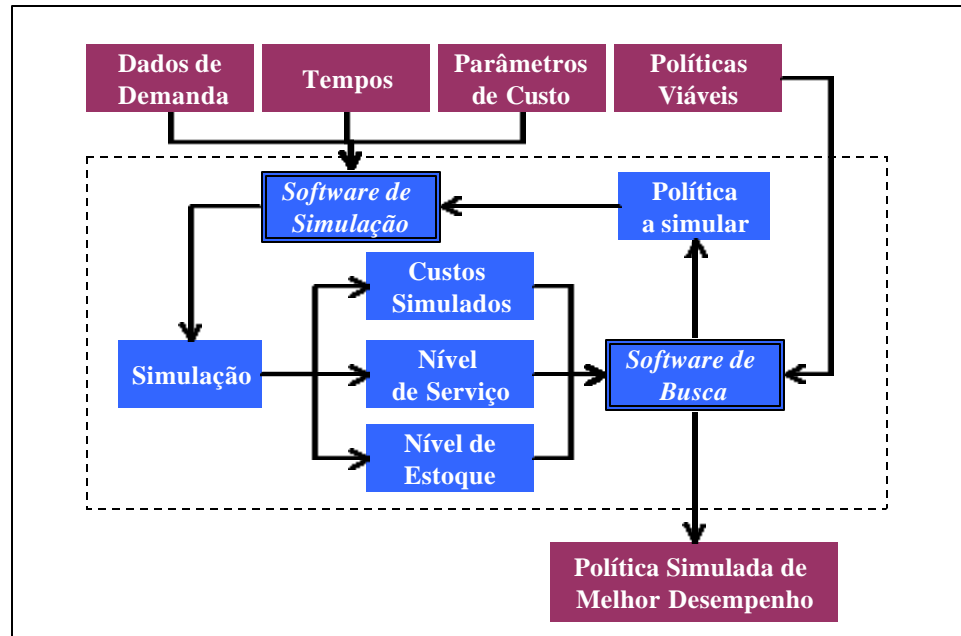 Dados de
Demanda
Tempos
Parâmetros
de Custo
Políticas
Viáveis
Software de
Simulação
Política
a simular
Custos
Simulados
Simulação
Nível
de Serviço
Software de
Busca
Nível de
Estoque
Política Simulada de
Melhor Desempenho